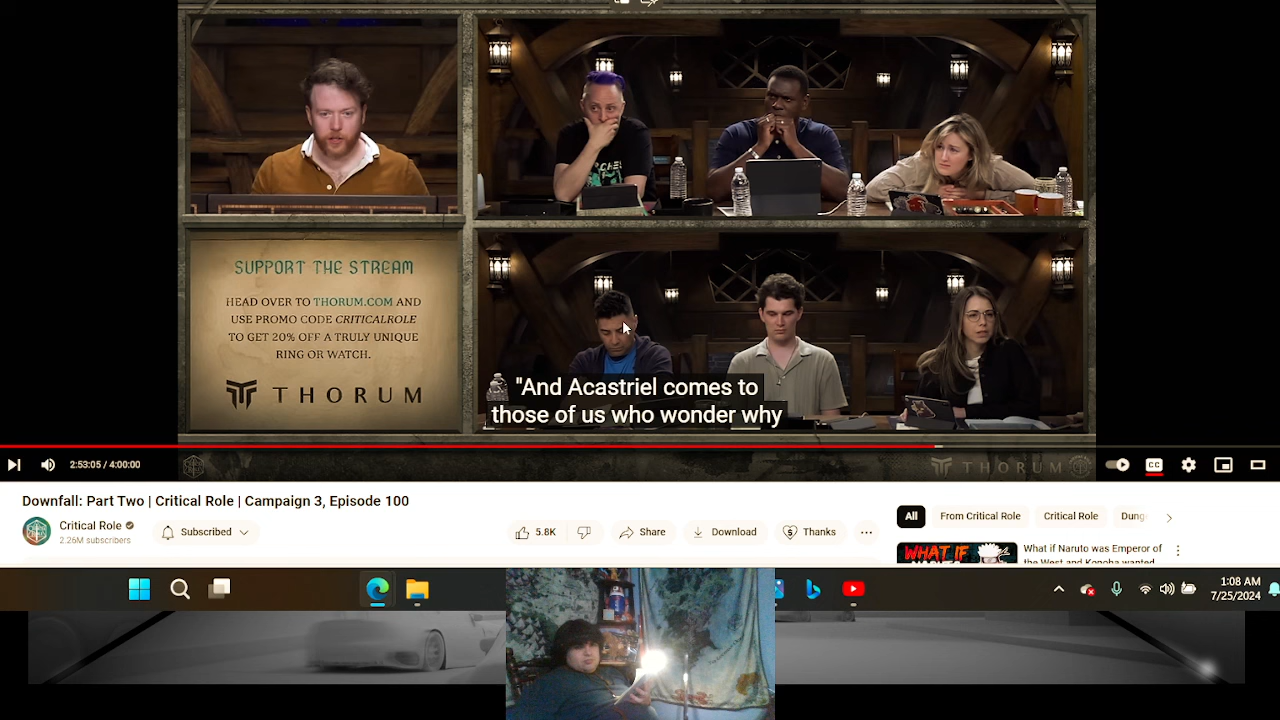 SUPPORT THE STREAM
HEAD OVER TO THORUM.COM AND
USE PROMO CODE CRITICALROLE
TO GET 20% OFF A TRULY UNIQUE
RING OR WATCH.
THORUM
"And Acastriel comes to
those of us who wonder why
2:53:05 / 4:00:00
THORUM
CC
Downfall: Part Two | Critical Role | Campaign 3, Episode 100
Critical Role
2.26M subscribers
Subscribed
5.8K
Share
Download
Thanks
All
From Critical Role
Critical Role
Dung
WHAT IF
What if Naruto was Emperor of
the West and Konoha wanted
1:08 AM
7/25/2024